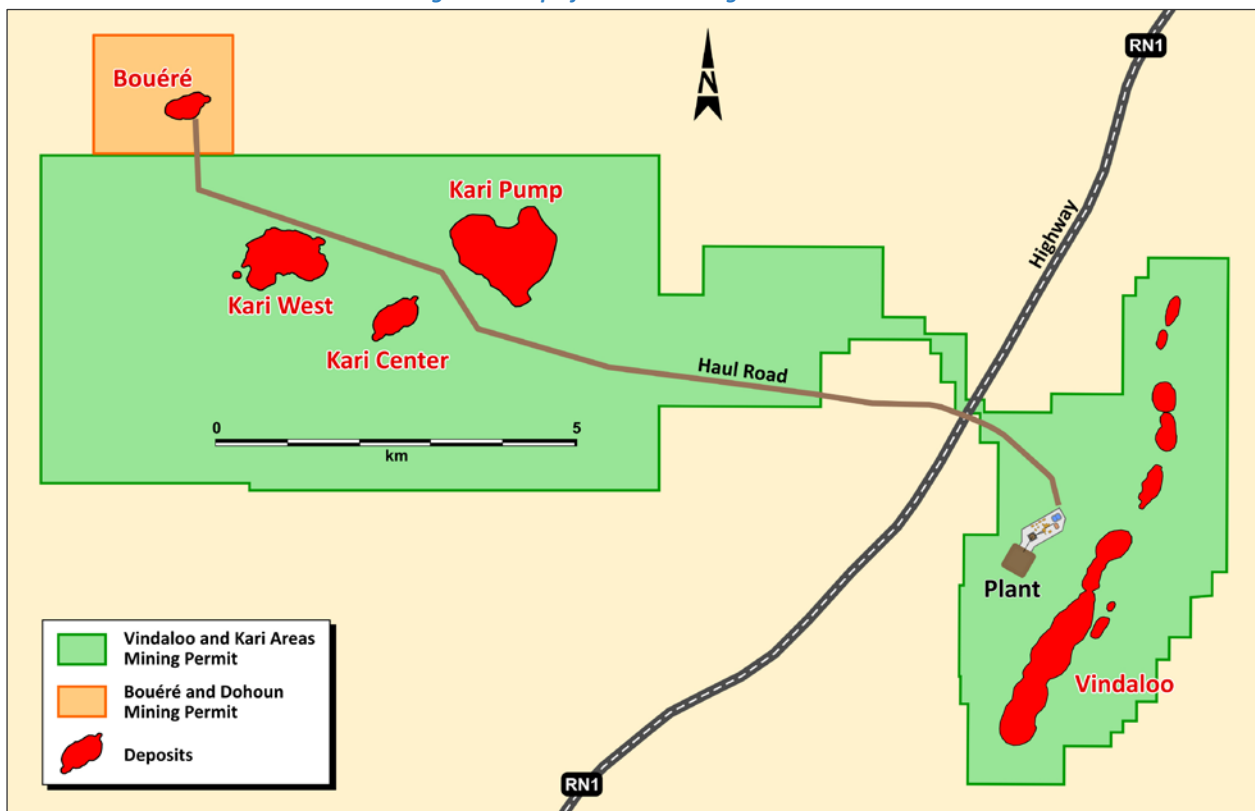 RN1
Bouéré
N
Kari Pump
Highway
Kari West
Kari Center
Haul Road
0 5
km
Plant
Vindaloo
Vindaloo and Kari Areas
Mining Permit
Bouéré and Dohoun
Mining Permit
Deposits
RN1